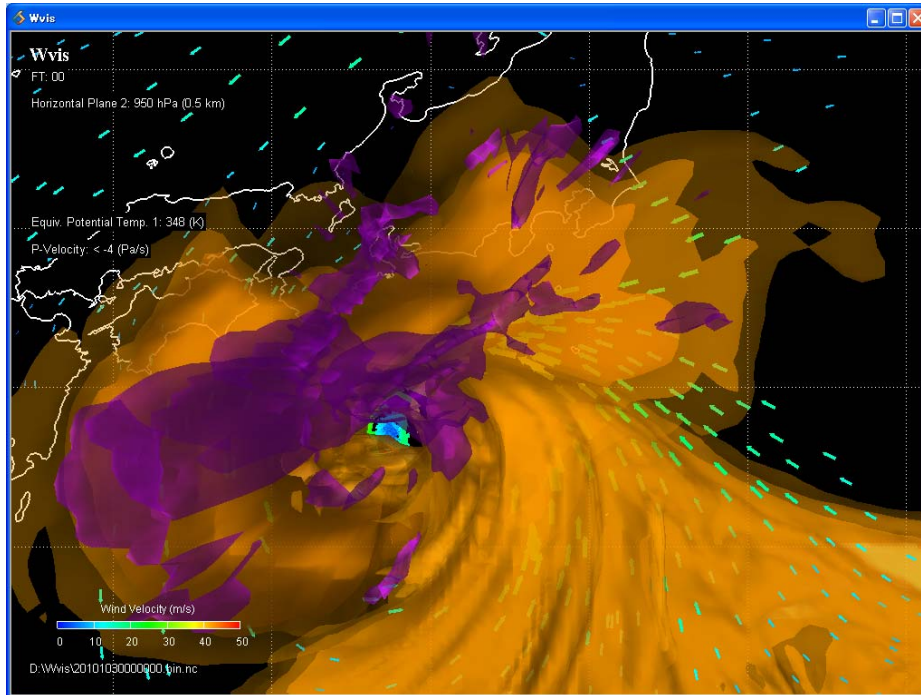 Wvis
Wvis
FT: 00
Horizontal Plane 2: 950 hPa (0.5 km)
Equiv. Potential Temp. 1: 348 (K)
P-Velocity: < -4 (Pa/s)
Wind Velocity (m/s)
0 10 20 30 40 50
D:\Wvis\20101030000000.bin.nc